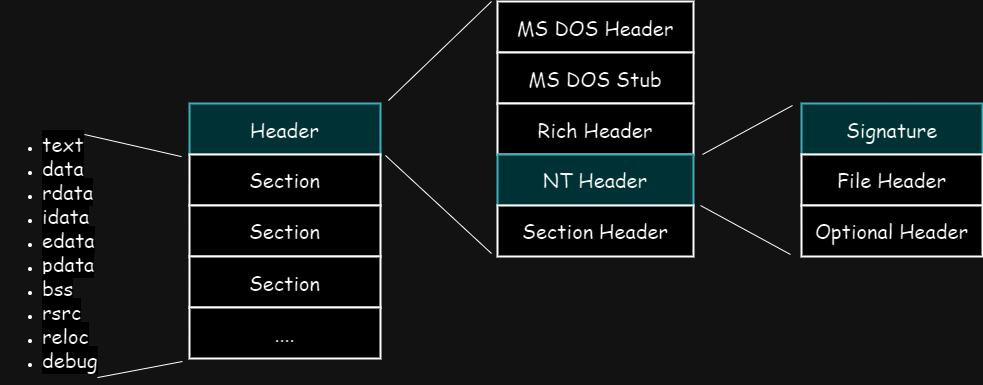 text
data
rdata
idata
edata
pdata
bss
rsrc
reloc
debug
Header
Section
Section
Section
....
MS DOS Header
MS DOS Stub
Rich Header
NT Header
Section Header
Signature
File Header
Optional Header